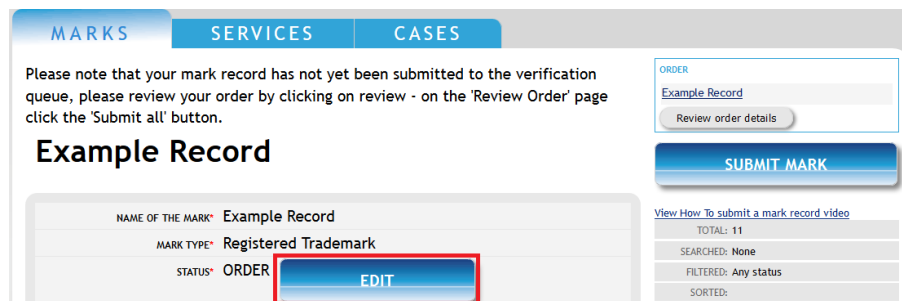 MARKS SERVICES CASES
Please note that your mark record has not yet been submitted to the verification
queue, please review your order by clicking on review - on the 'Review Order' page
click the 'Submit all' button.
Example Record
NAME OF THE MARK* Example Record
MARK TYPE* Registered Trademark
STATUS* ORDER
EDIT
ORDER
Example Record
Review order details
SUBMIT MARK
View How To submit a mark record video
TOTAL: 11
SEARCHED: None
FILTERED: Any status
SORTED: